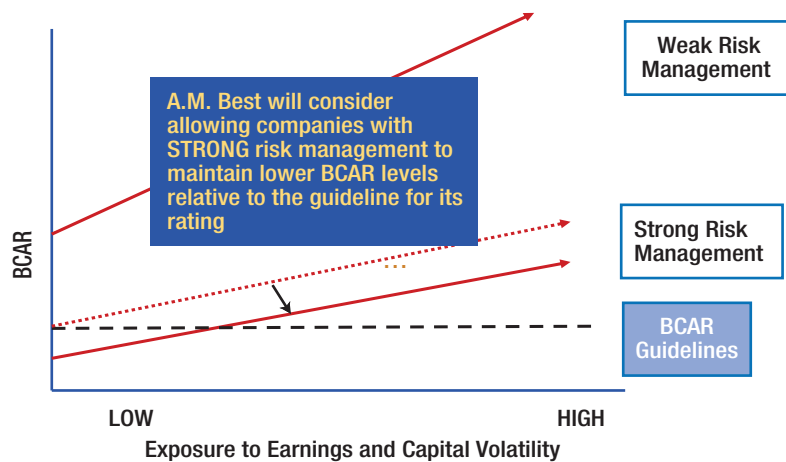 Weak Risk
Management
A.M. Best will consider
allowing companies with
STRONG risk management to
maintain lower BCAR levels
relative to the guideline for its
rating
BCAR
Strong Risk
Management
...
BCAR
Guidelines
LOW
HIGH
Exposure to Earnings and Capital Volatility